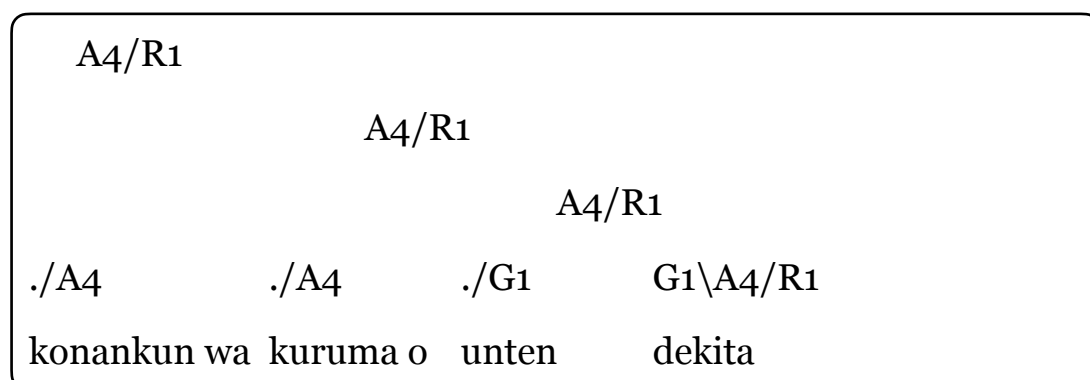 A4/R1
A4/R1
A4/R1
./A4 ./A4 ./G1 G1\A4/R1
konankun wa kuruma o unten dekita